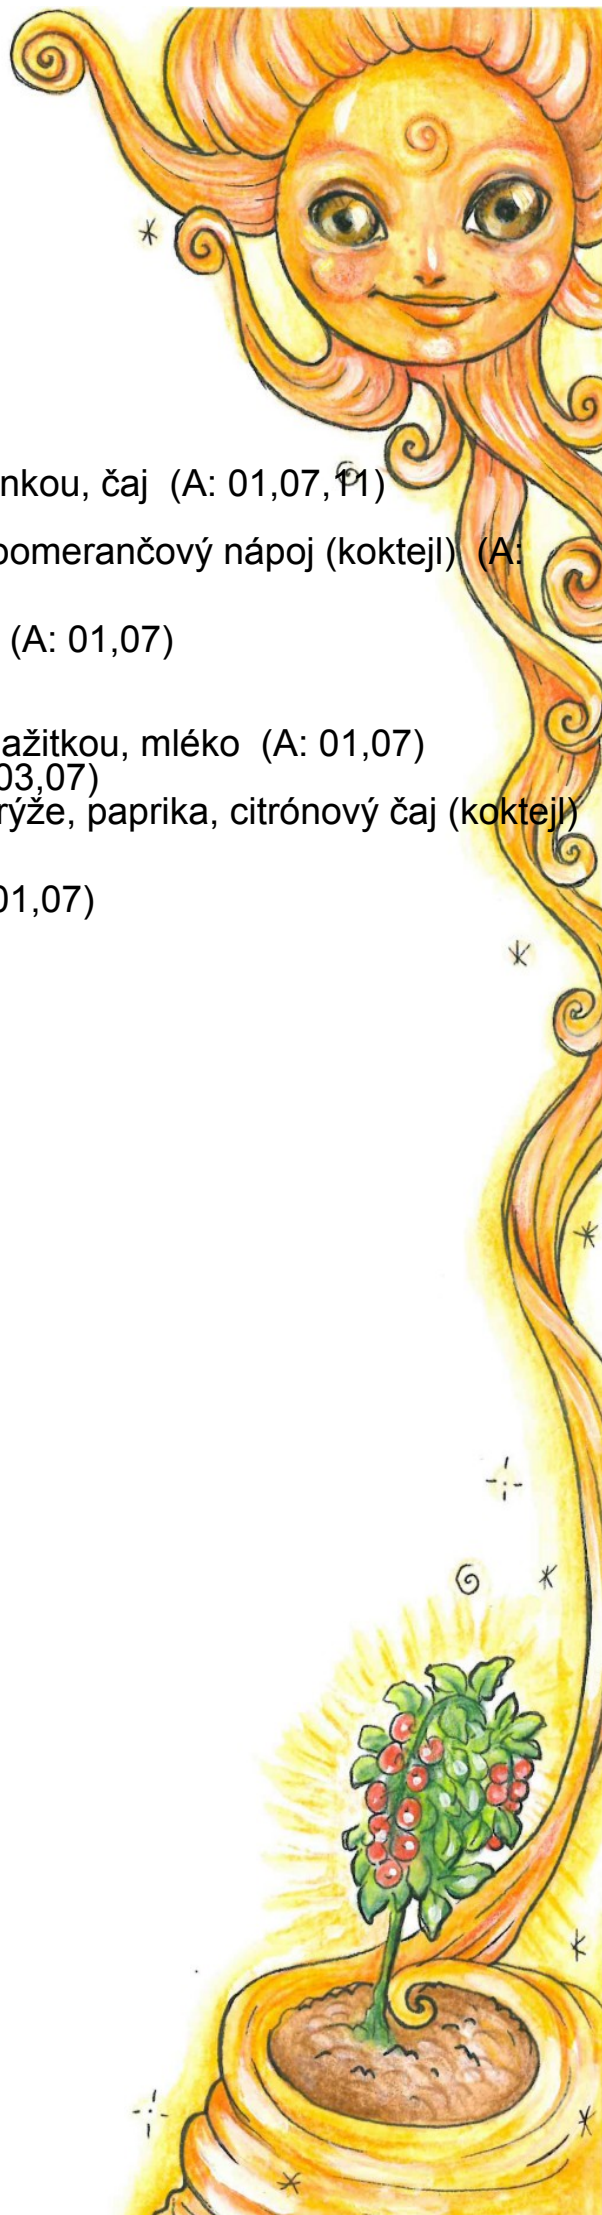 nkou, čaj (A: 01,07,11)
pomerančový nápoj (koktejl) (A:
(A: 01,07)
ažitkou, mléko (A: 01,07)
03,07)
rýže, paprika, citrónový čaj (koktejl)
01,07)